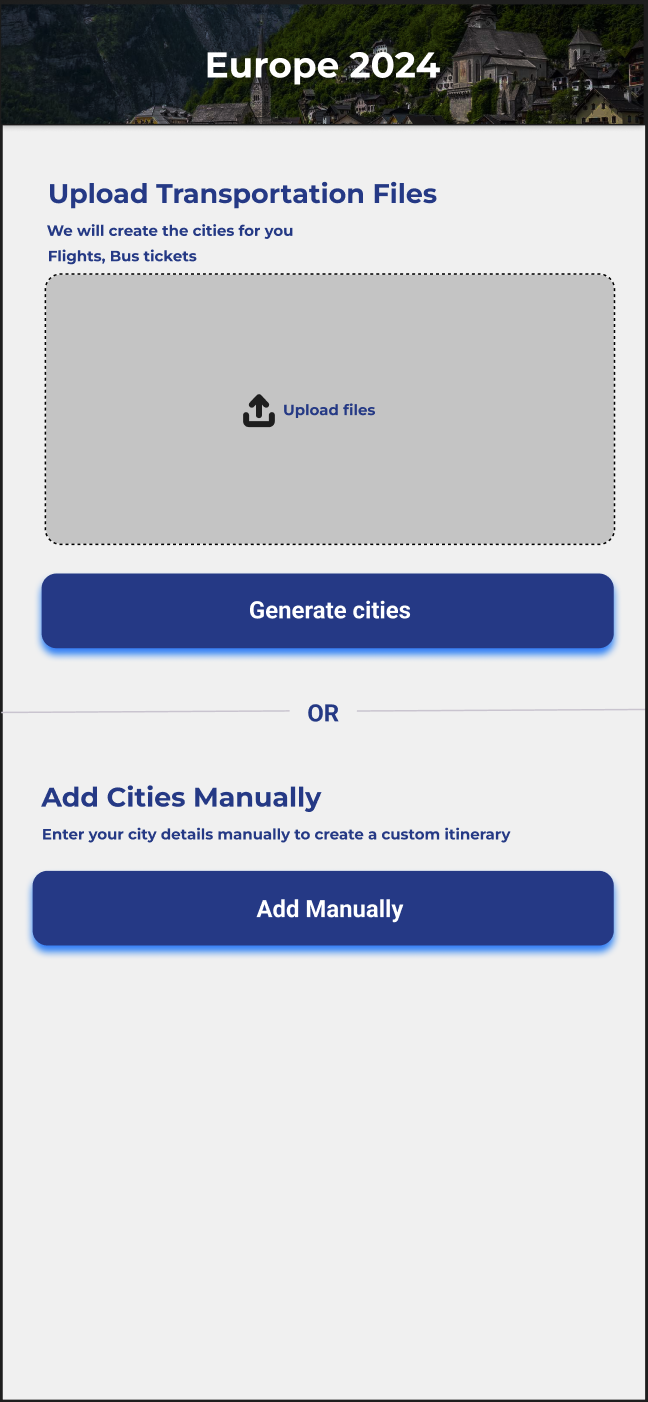 Europe 2024
Upload Transportation Files
We will create the cities for you
Flights, Bus tickets
Upload files
Generate cities
OR
Add Cities Manually
Enter your city details manually to create a custom itinerary
Add Manually